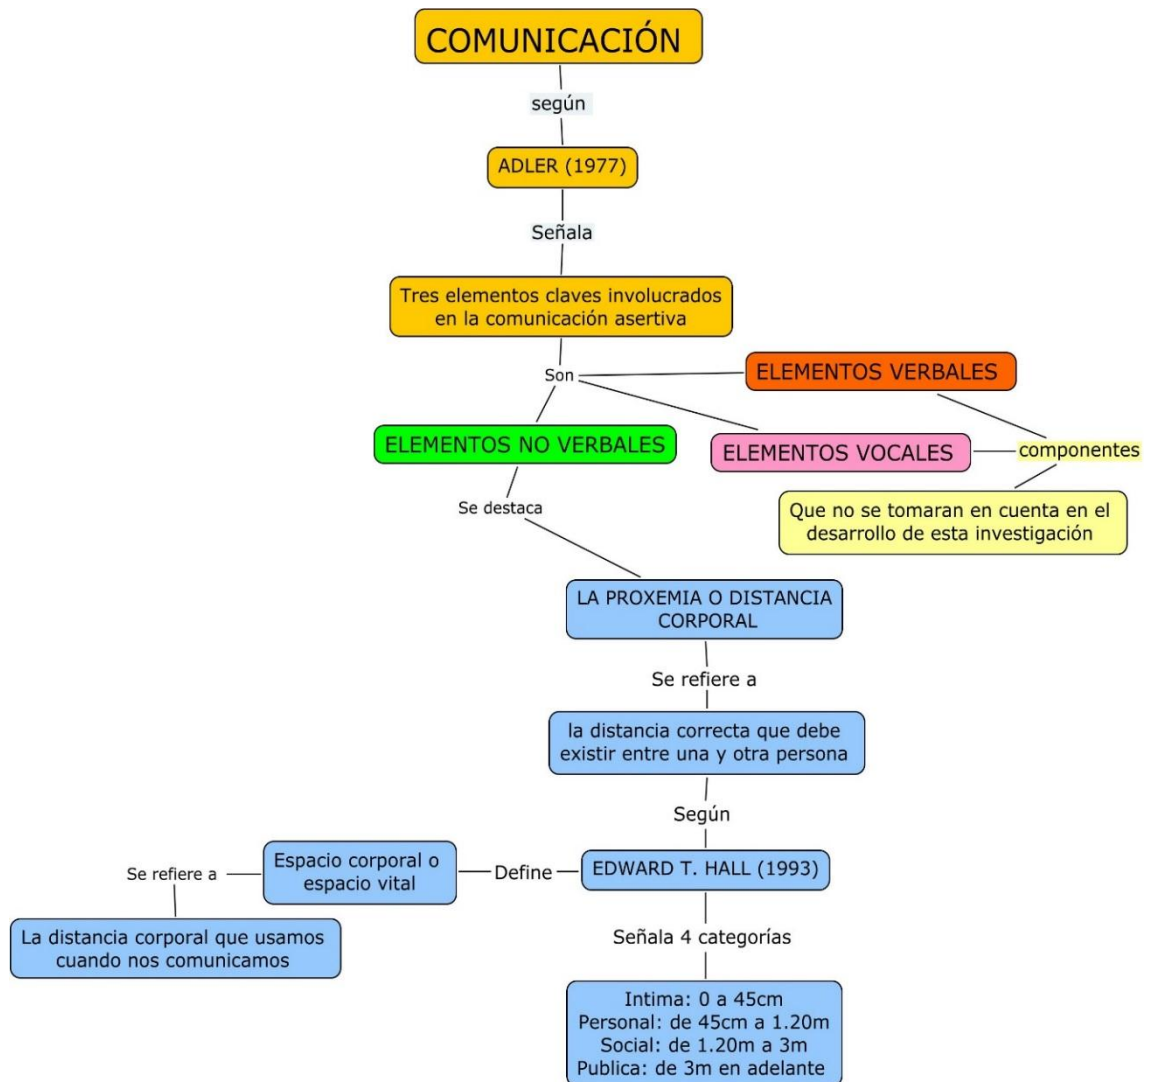 COMUNICACIÓN
según
ADLER (1977)
Señala
Tres elementos claves involucrados
en la comunicación asertiva
Son
ELEMENTOS VERBALES
ELEMENTOS NO VERBALES
ELEMENTOS VOCALES
componentes
Que no se tomaran en cuenta en el
desarrollo de esta investigación
Se destaca
LA PROXEMIA O DISTANCIA
CORPORAL
Se refiere a
la distancia correcta que debe
existir entre una y otra persona
Según
EDWARD T. HALL (1993)
Define
Espacio corporal o
espacio vital
Se refiere a
La distancia corporal que usamos
cuando nos comunicamos
Señala 4 categorías
Intima: 0 a 45cm
Personal: de 45cm a 1.20m
Social: de 1.20m a 3m
Publica: de 3m en adelante